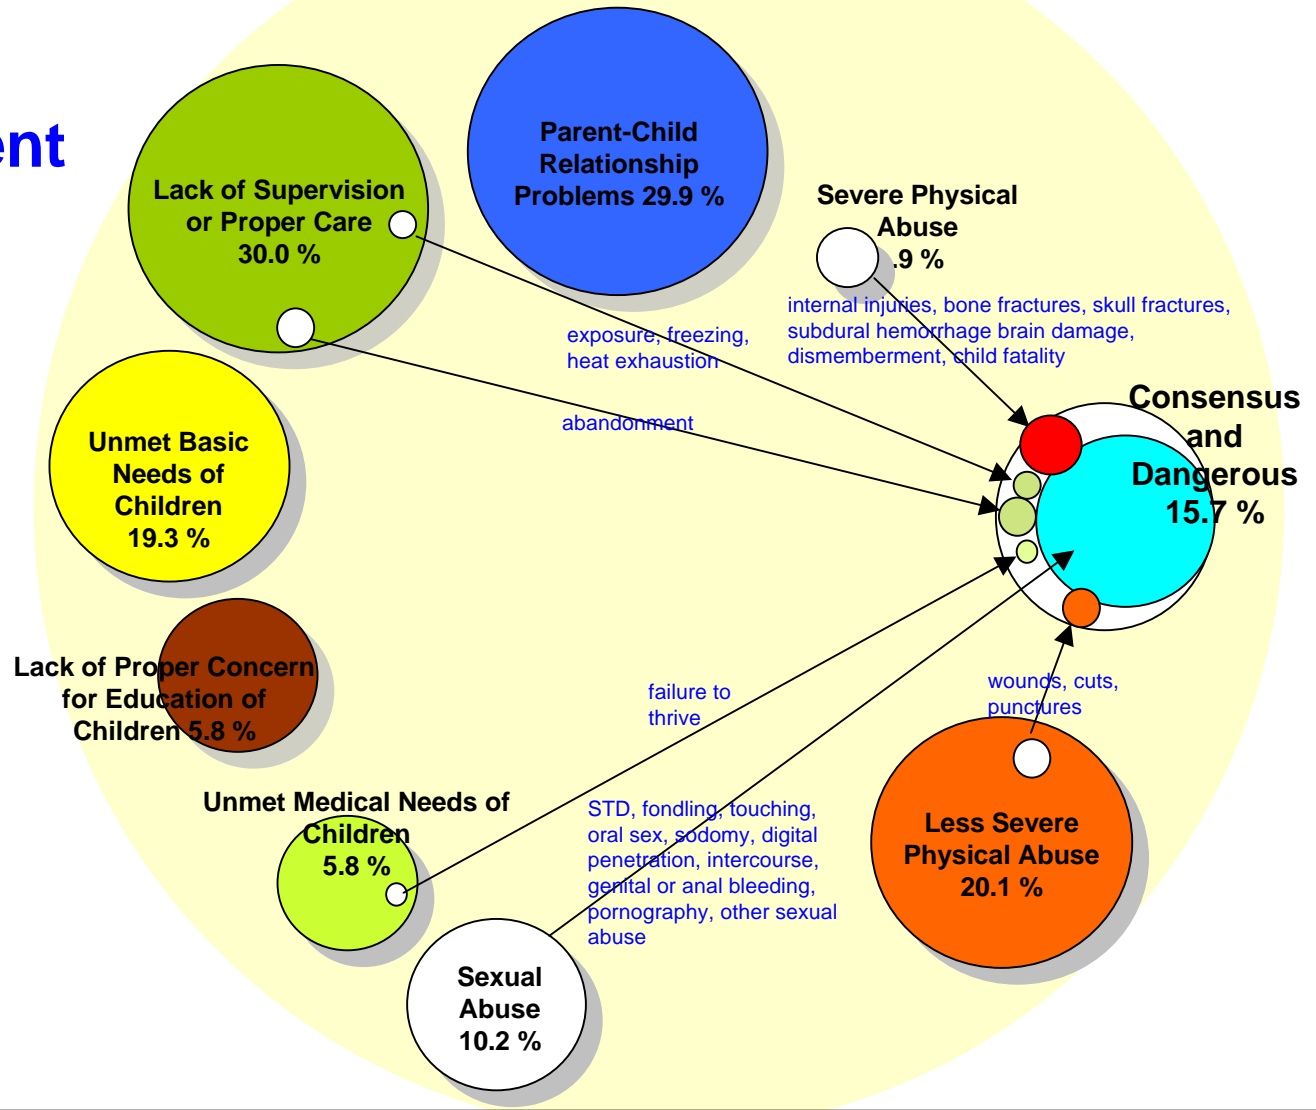 ent
Parent-Child
Relationship
Problems 29.9 %
Lack of Supervision
or Proper Care
30.0 %
Severe Physical
Abuse
.9 %
internal injuries, bone fractures, skull fractures,
subdural hemorrhage brain damage,
dismemberment, child fatality
exposure, freezing,
heat exhaustion
abandonment
Consensus
and
Dangerous
15.7 %
Unmet Basic
Needs of
Children
19.3 %
Lack of Proper Concern
for Education of
Children 5.8 %
failure to
thrive
wounds, cuts,
punctures
Unmet Medical Needs of
Children
5.8 %
STD, fondling, touching,
oral sex, sodomy, digital
penetration, intercourse,
genital or anal bleeding,
pornography, other sexual
abuse
Less Severe
Physical Abuse
20.1 %
Sexual
Abuse
10.2 %